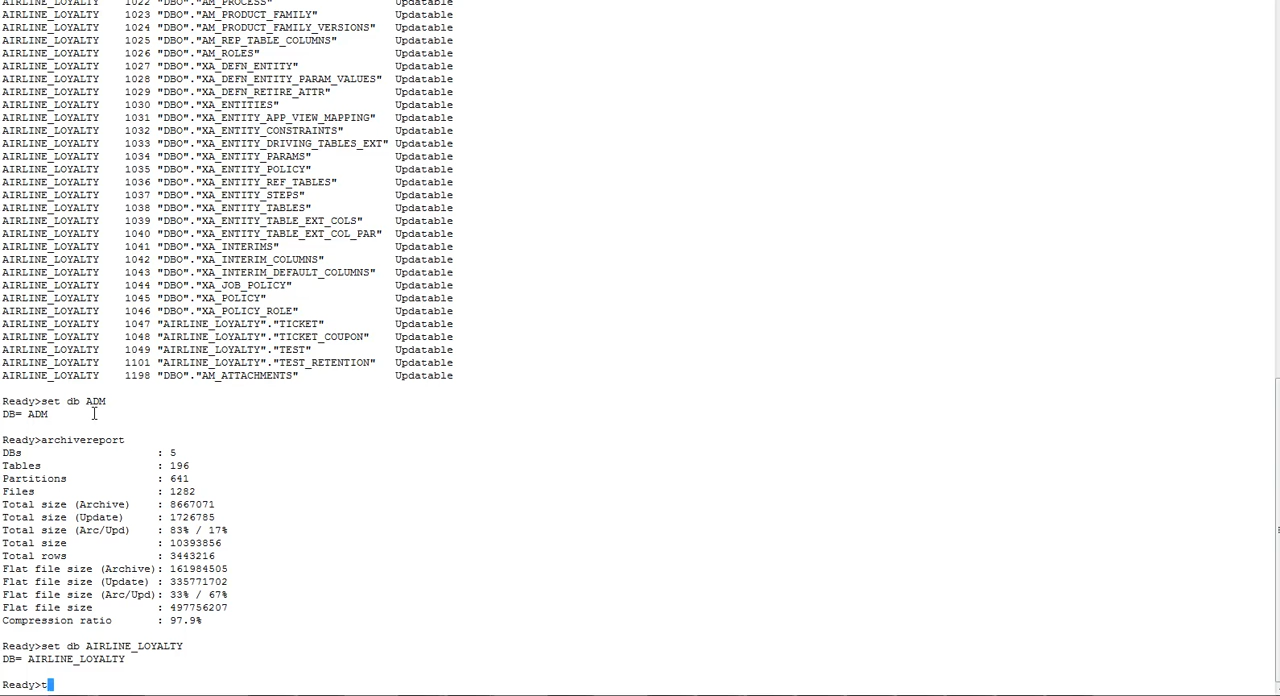 AIRLINE_LOYALTY    1022 "DBO"."AM_PROCESS"    Updatable
AIRLINE_LOYALTY    1023 "DBO"."AM_PRODUCT_FAMILY"    Updatable
AIRLINE_LOYALTY    1024 "DBO"."AM_PRODUCT_FAMILY_VERSIONS"    Updatable
AIRLINE_LOYALTY    1025 "DBO"."AM_REP_TABLE_COLUMNS"    Updatable
AIRLINE_LOYALTY    1026 "DBO"."AM_ROLES"    Updatable
AIRLINE_LOYALTY    1027 "DBO"."XA_DEFN_ENTITY"    Updatable
AIRLINE_LOYALTY    1028 "DBO"."XA_DEFN_ENTITY_PARAM_VALUES"    Updatable
AIRLINE_LOYALTY    1029 "DBO"."XA_DEFN_RETIRE_ATTR"    Updatable
AIRLINE_LOYALTY    1030 "DBO"."XA_ENTITIES"    Updatable
AIRLINE_LOYALTY    1031 "DBO"."XA_ENTITY_APP_VIEW_MAPPING"    Updatable
AIRLINE_LOYALTY    1032 "DBO"."XA_ENTITY_CONSTRAINTS"    Updatable
AIRLINE_LOYALTY    1033 "DBO"."XA_ENTITY_DRIVING_TABLES_EXT"    Updatable
AIRLINE_LOYALTY    1034 "DBO"."XA_ENTITY_PARAMS"    Updatable
AIRLINE_LOYALTY    1035 "DBO"."XA_ENTITY_POLICY"    Updatable
AIRLINE_LOYALTY    1036 "DBO"."XA_ENTITY_REF_TABLES"    Updatable
AIRLINE_LOYALTY    1037 "DBO"."XA_ENTITY_STEPS"    Updatable
AIRLINE_LOYALTY    1038 "DBO"."XA_ENTITY_TABLES"    Updatable
AIRLINE_LOYALTY    1039 "DBO"."XA_ENTITY_TABLE_EXT_COLS"    Updatable
AIRLINE_LOYALTY    1040 "DBO"."XA_ENTITY_TABLE_EXT_COL_PAR"    Updatable
AIRLINE_LOYALTY    1041 "DBO"."XA_INTERIMS"    Updatable
AIRLINE_LOYALTY    1042 "DBO"."XA_INTERIM_COLUMNS"    Updatable
AIRLINE_LOYALTY    1043 "DBO"."XA_INTERIM_DEFAULT_COLUMNS"    Updatable
AIRLINE_LOYALTY    1044 "DBO"."XA_JOB_POLICY"    Updatable
AIRLINE_LOYALTY    1045 "DBO"."XA_POLICY"    Updatable
AIRLINE_LOYALTY    1046 "DBO"."XA_POLICY_ROLE"    Updatable
AIRLINE_LOYALTY    1047 "AIRLINE_LOYALTY"."TICKET"    Updatable
AIRLINE_LOYALTY    1048 "AIRLINE_LOYALTY"."TICKET_COUPON"    Updatable
AIRLINE_LOYALTY    1049 "AIRLINE_LOYALTY"."TEST"    Updatable
AIRLINE_LOYALTY    1101 "AIRLINE_LOYALTY"."TEST_RETENTION"    Updatable
AIRLINE_LOYALTY    1198 "DBO"."AM_ATTACHMENTS"    Updatable
Ready>set db ADM
DB= ADM
Ready>archivereport
DBs : 5
Tables : 196
Partitions : 641
Files : 1282
Total size (Archive) : 8667071
Total size (Update) : 1726785
Total size (Arc/Upd) : 83% / 17%
Total size : 10393856
Total rows : 3443216
Flat file size (Archive): 161984505
Flat file size (Update) : 335771702
Flat file size (Arc/Upd): 33% / 67%
Flat file size : 497756207
Compression ratio : 97.9%
Ready>set db AIRLINE_LOYALTY
DB= AIRLINE_LOYALTY
Ready>t